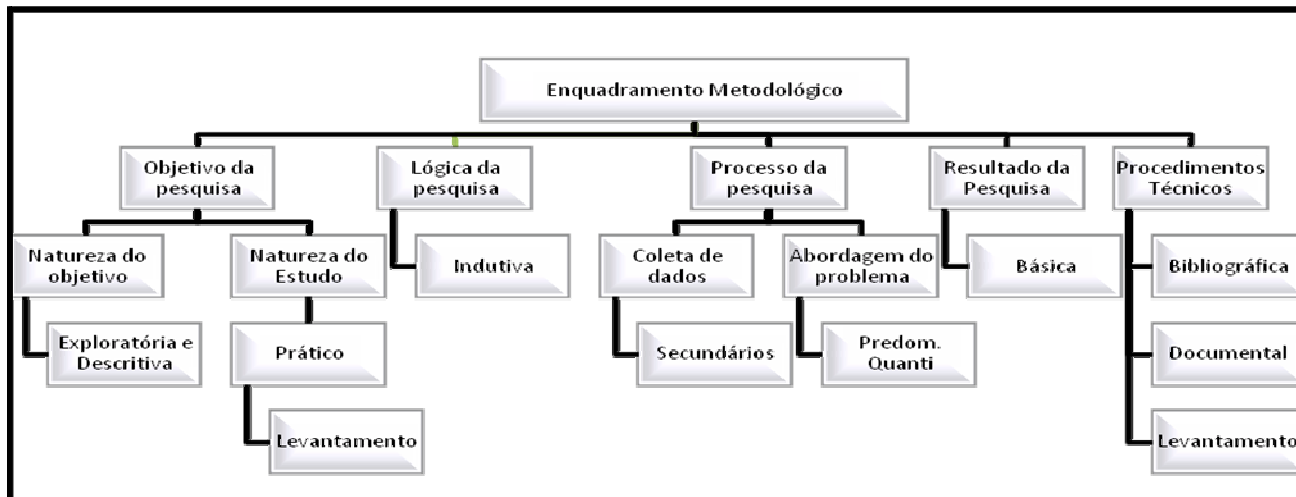 Enquadramento Metodológico
Objetivo da
pesquisa
Lógica da
pesquisa
Processo da
pesquisa
Resultado da
Pesquisa
Procedimentos
Técnicos
Natureza do
objetivo
Natureza do
Estudo
Indutiva
Coleta de
dados
Abordagem do
problema
Básica
Bibliográfica
Exploratória e
Descritiva
Prático
Secundários
Predom.
Quanti
Documental
Levantamento
Levantamento